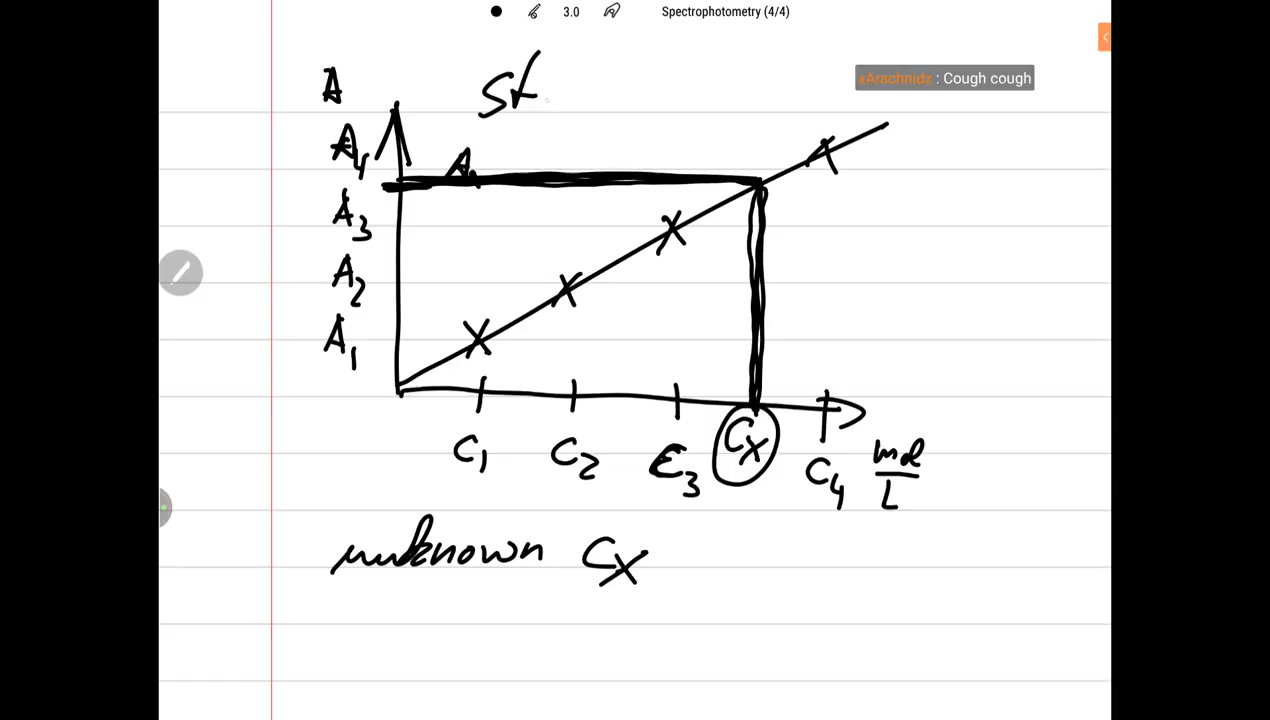 3.0 Spectrophotometry (4/4)
xArachnidz : Cough cough
A
St
A4
A3
A2
A1
C1 C2 C3 Cx C4 mol/L
unknown Cx